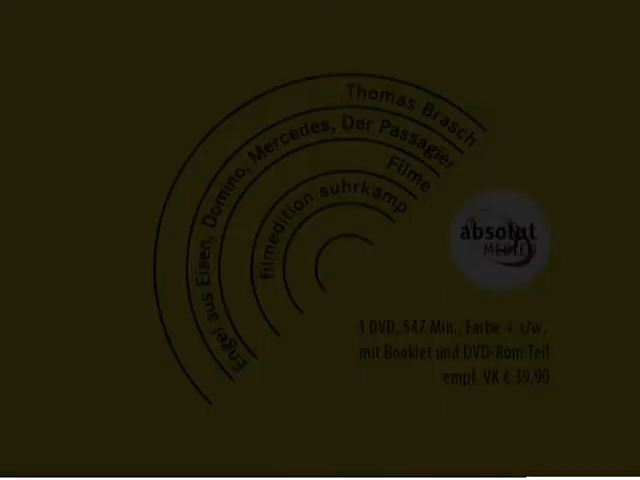 Thomas Brasch
Engel aus Eisen, Domino, Mercedes, Der Passagier
Filme
filmedition suhrkamp
absolut
MEDIEN
1 DVD, 547 Min., Farbe + s/w,
mit Booklet und DVD-Rom Teil
empf. VK € 39,90